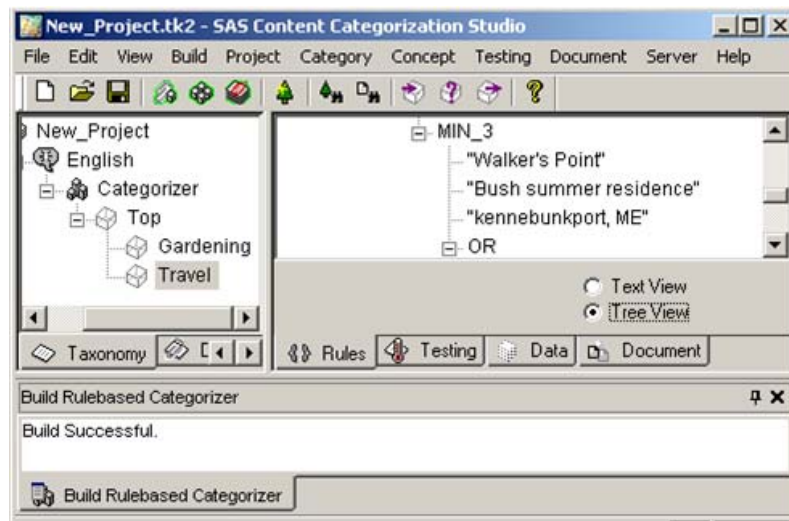 New_Project.tk2 - SAS Content Categorization Studio
File Edit View Build Project Category Concept Testing Document Server Help
New_Project
English
Categorizer
Top
Gardening
Travel
MIN_3
"Walker's Point"
"Bush summer residence"
"kennebunkport, ME"
OR
Text View
Tree View
Taxonomy
Rules Testing Data Document
Build Rulebased Categorizer
Build Successful.
Build Rulebased Categorizer